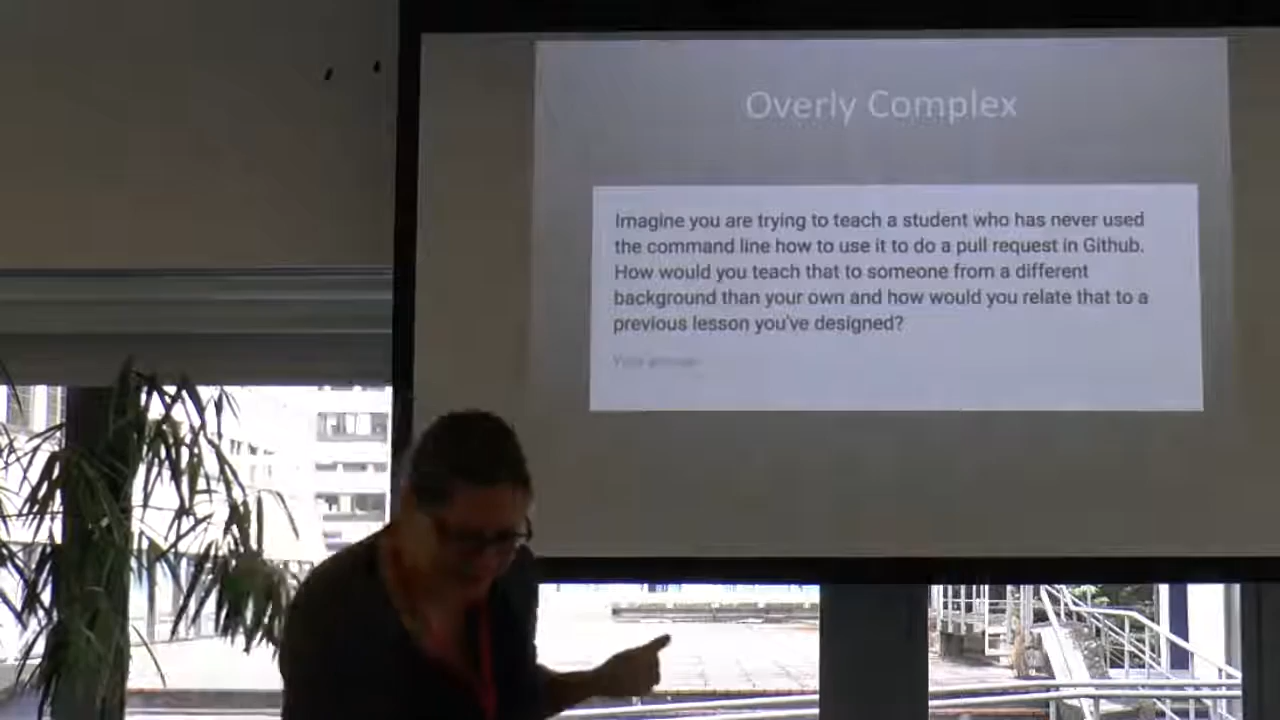 Overly Complex
Imagine you are trying to teach a student who has never used
the command line how to use it to do a pull request in Github.
How would you teach that to someone from a different
background than your own and how would you relate that to a
previous lesson you've designed?
Your answer